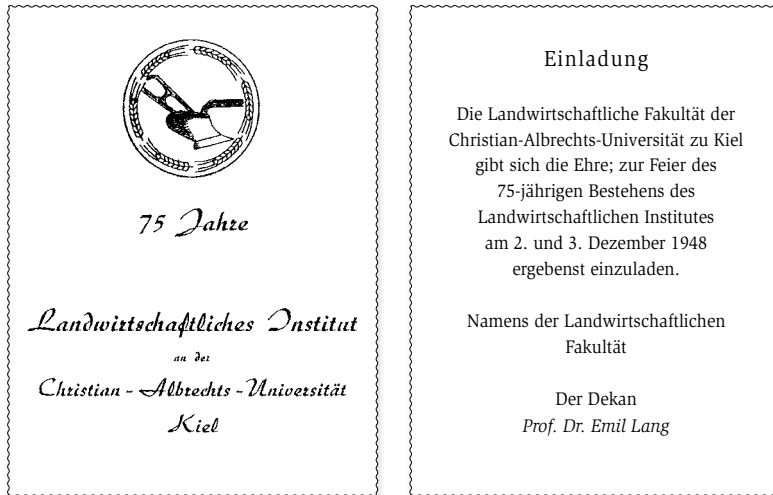 75 Jahre
Landwirtschaftliches Institut
an der
Christian - Albrechts - Universität
Kiel
Einladung
Die Landwirtschaftliche Fakultät der
Christian-Albrechts-Universität zu Kiel
gibt sich die Ehre; zur Feier des
75-jährigen Bestehens des
Landwirtschaftlichen Institutes
am 2. und 3. Dezember 1948
ergebenst einzuladen.
Namens der Landwirtschaftlichen
Fakultät
Der Dekan
Prof. Dr. Emil Lang